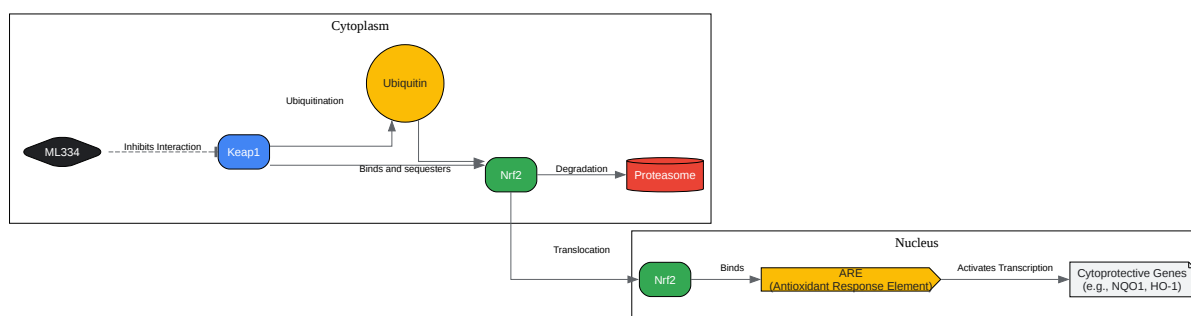 Cytoplasm
Ubiquitin
Ubiquitination
ML334
Inhibits Interaction
Keap1
Binds and sequesters
Nrf2
Degradation
Proteasome
Translocation
Nucleus
Nrf2
Binds
ARE
(Antioxidant Response Element)
Activates Transcription
Cytoprotective Genes
(e.g., NQO1, HO-1)